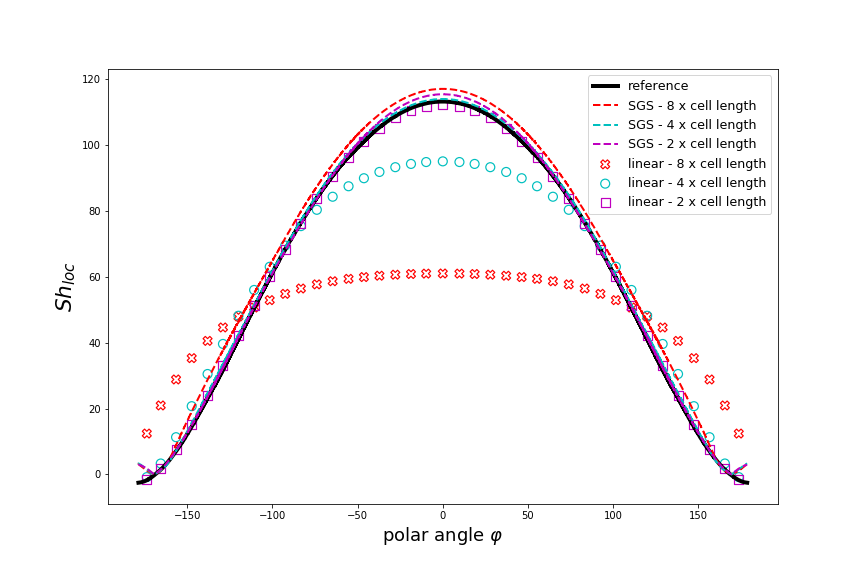 reference
SGS - 8 x cell length
SGS - 4 x cell length
SGS - 2 x cell length
linear - 8 x cell length
linear - 4 x cell length
linear - 2 x cell length
120
100
80
60
40
20
0
Sh_loc
−150
−100
−50
0
50
100
150
polar angle φ